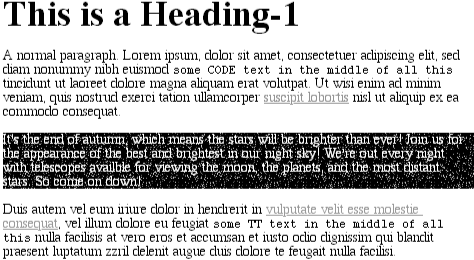 This is a Heading-1
A normal paragraph. Lorem ipsum, dolor sit amet, consectetuer adipiscing elit, sed
diam nonummy nibh euismod some CODE text in the middle of all this
tincidunt ut laoreet dolore magna aliquam erat volutpat. Ut wisi enim ad minim
veniam, quis nostrud exerci tation ullamcorper suscipit lobortis nisl ut aliquip ex ea
commodo consequat.
It's the end of autumn, which means the stars will be brighter than ever! Join us for
the appearance of the best and brightest in our night sky! We're out every night
with telescopes availble for viewing the moon, the planets, and the most distant
stars. So come on down!
Duis autem vel eum iriure dolor in hendrerit in vulputate velit esse molestie
consequat, vel illum dolore eu feugiat some TT text in the middle of all
this nulla facilisis at vero eros et accumsan et iusto odio dignissim qui blandit
praesent luptatum zzril delenit augue duis dolore te feugait nulla facilisi.